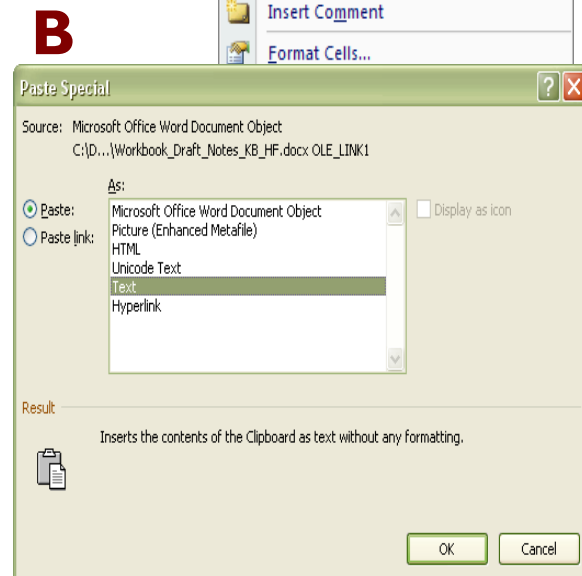 B
Insert Comment
Format Cells...
Paste Special
Source: Microsoft Office Word Document Object
C:\D...\Workbook_Draft_Notes_KB_HF.docx OLE_LINK1
As:
Paste:
Paste link:
Microsoft Office Word Document Object
Picture (Enhanced Metafile)
HTML
Unicode Text
Text
Hyperlink
Display as icon
Result
Inserts the contents of the Clipboard as text without any formatting.
OK Cancel